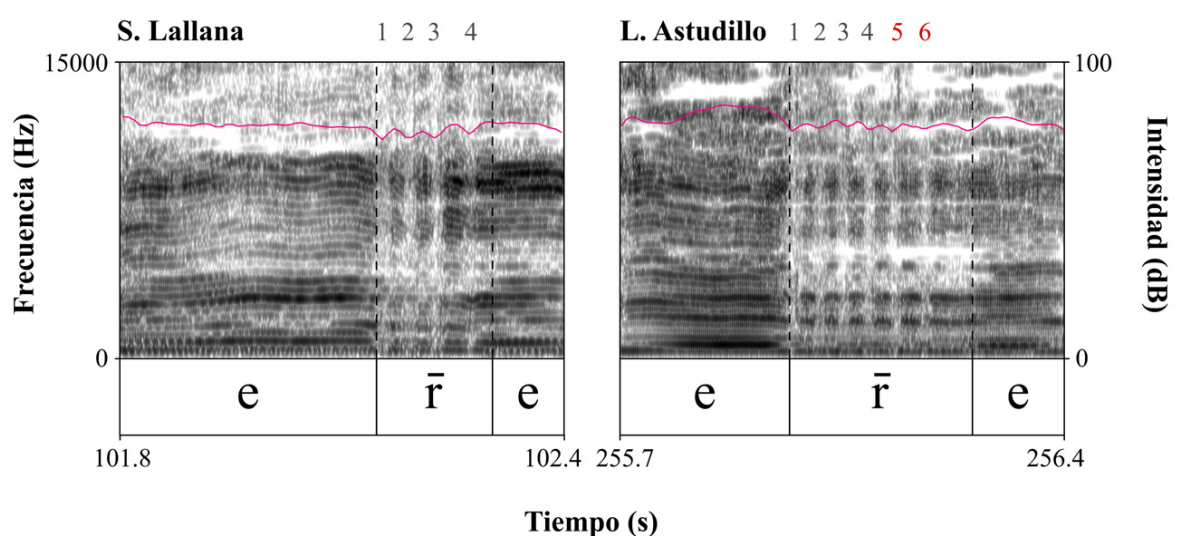 S. Lallana 1 2 3 4
L. Astudillo 1 2 3 4 5 6
15000
0
Frecuencia (Hz)
100
0
Intensidad (dB)
e r̄ e
e r̄ e
101.8 102.4
255.7 256.4
Tiempo (s)